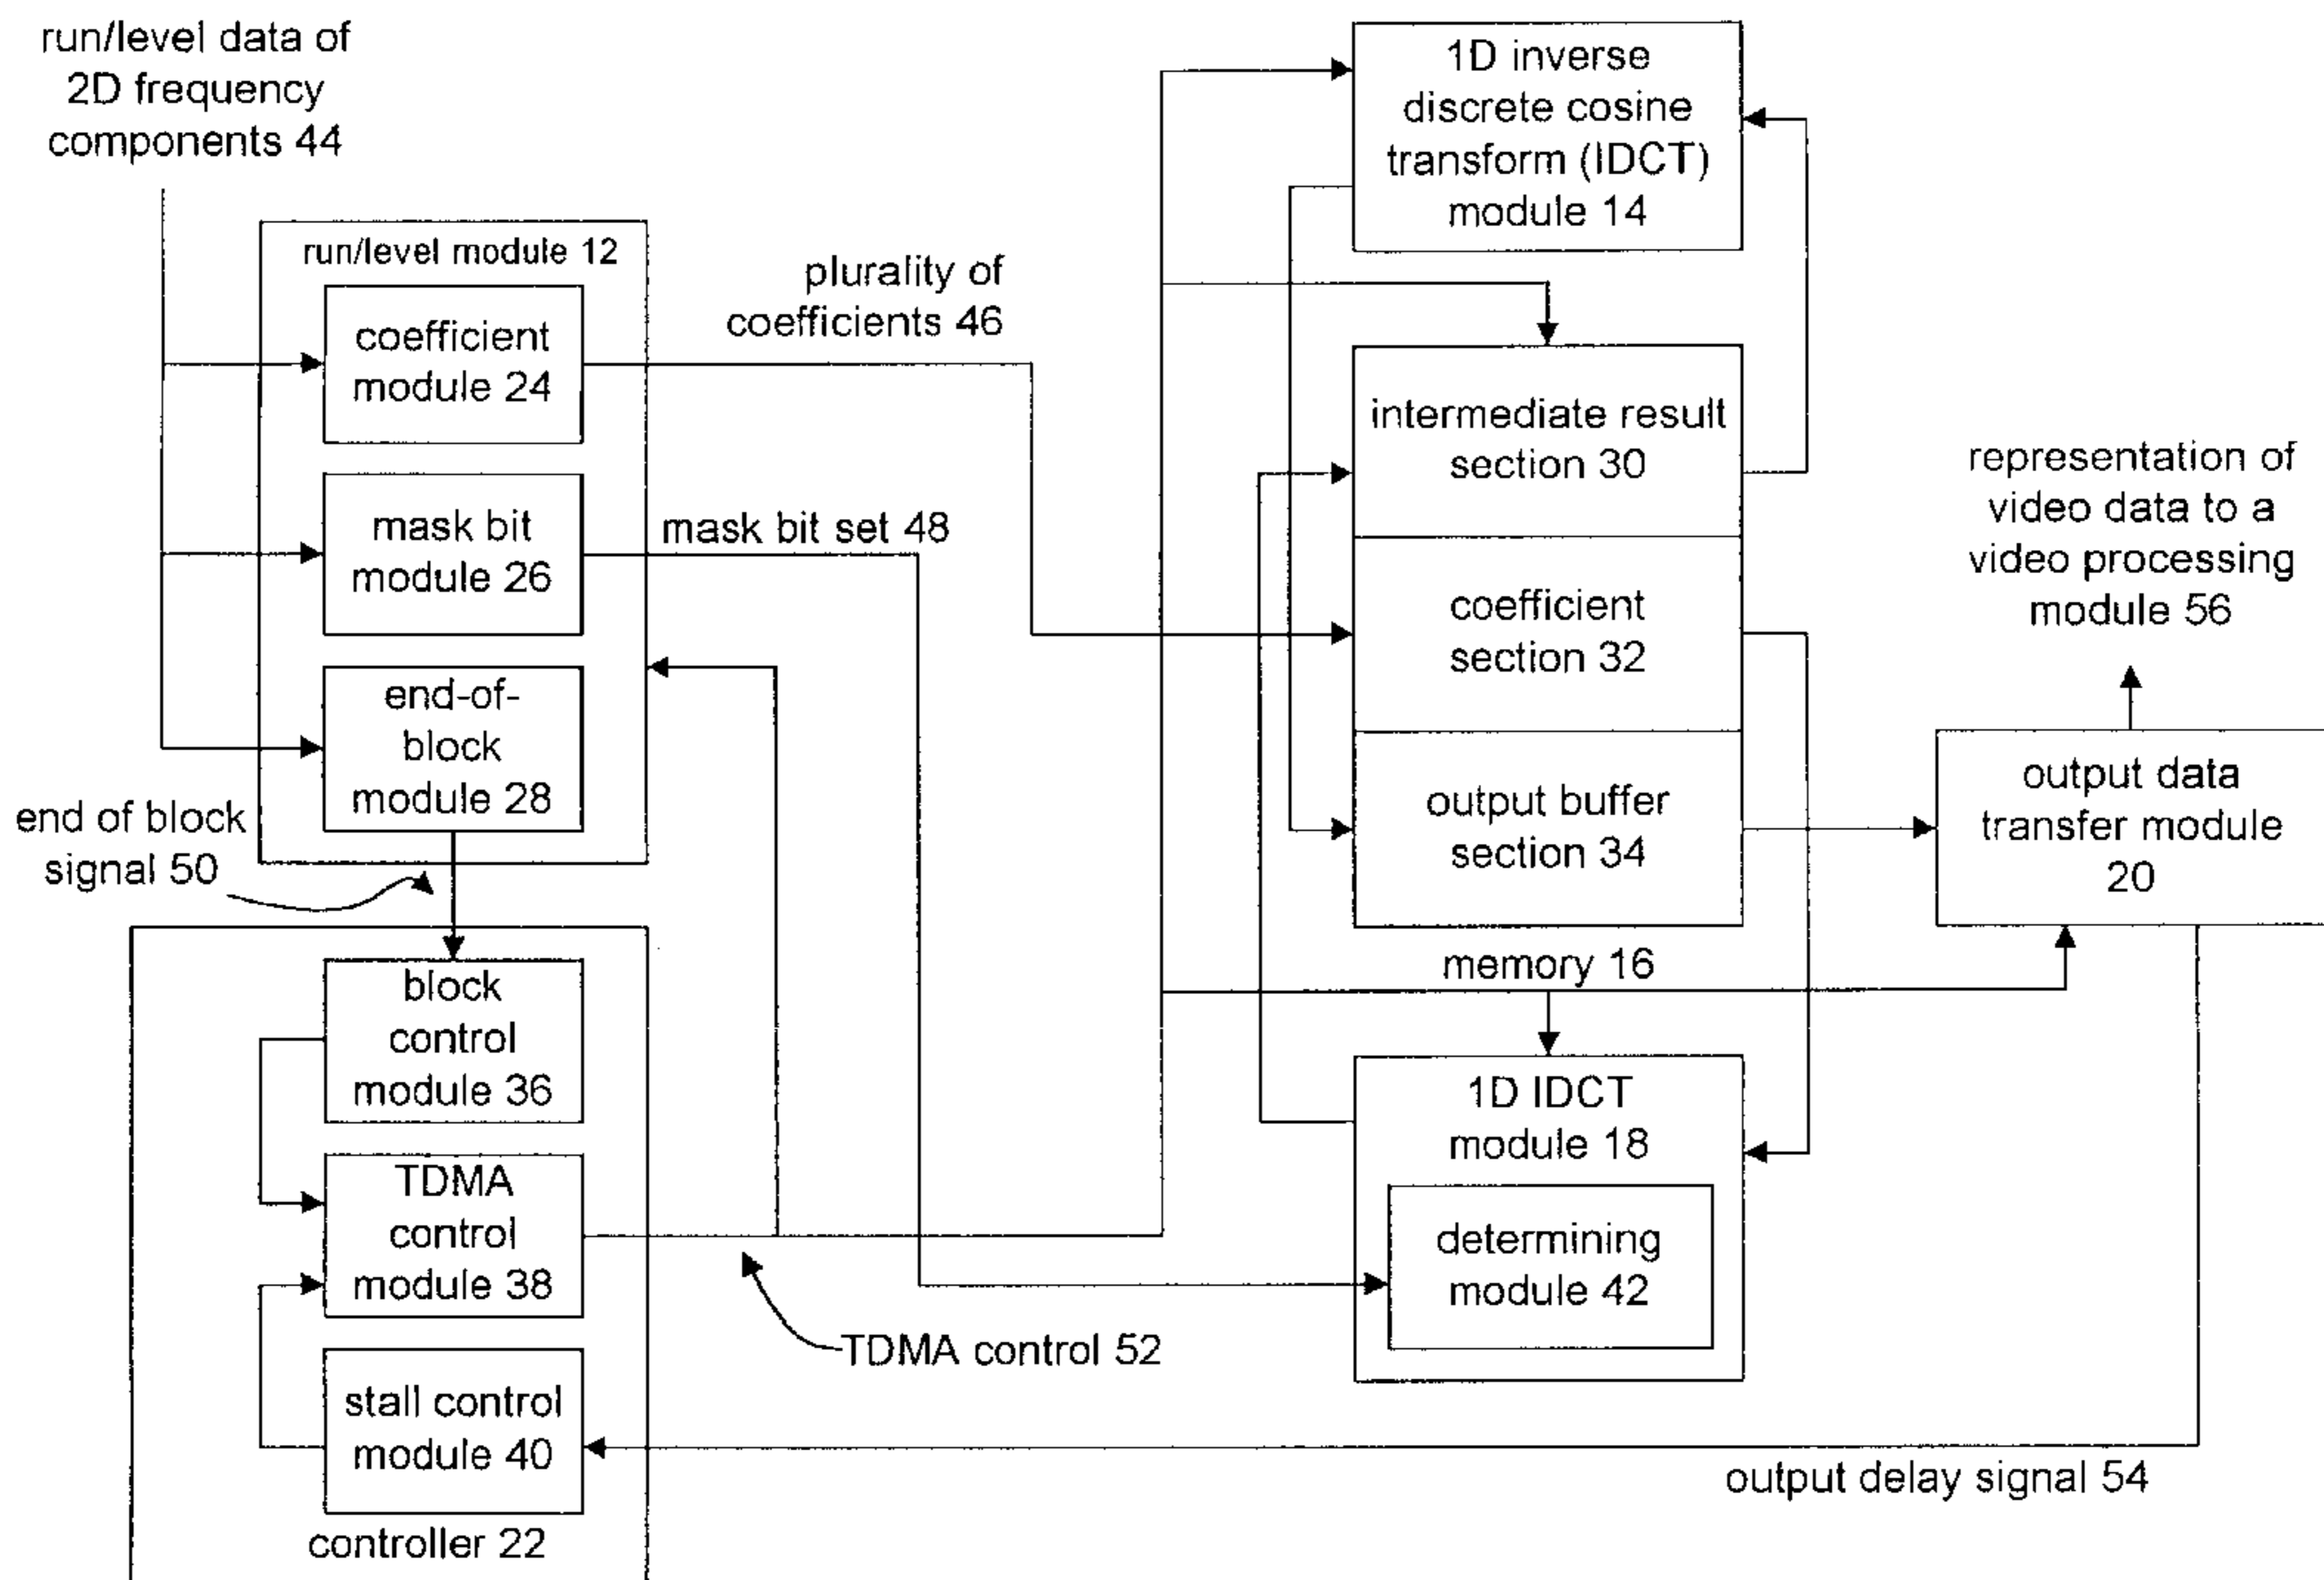 run/level data of
2D frequency
components 44
run/level module 12
coefficient
module 24
mask bit
module 26
end-of-
block
module 28
end of block
signal 50
block
control
module 36
TDMA
control
module 38
stall control
module 40
controller 22
plurality of
coefficients 46
mask bit set 48
TDMA control 52
1D inverse
discrete cosine
transform (IDCT)
module 14
intermediate result
section 30
coefficient
section 32
output buffer
section 34
memory 16
1D IDCT
module 18
determining
module 42
representation of
video data to a
video processing
module 56
output data
transfer module
20
output delay signal 54